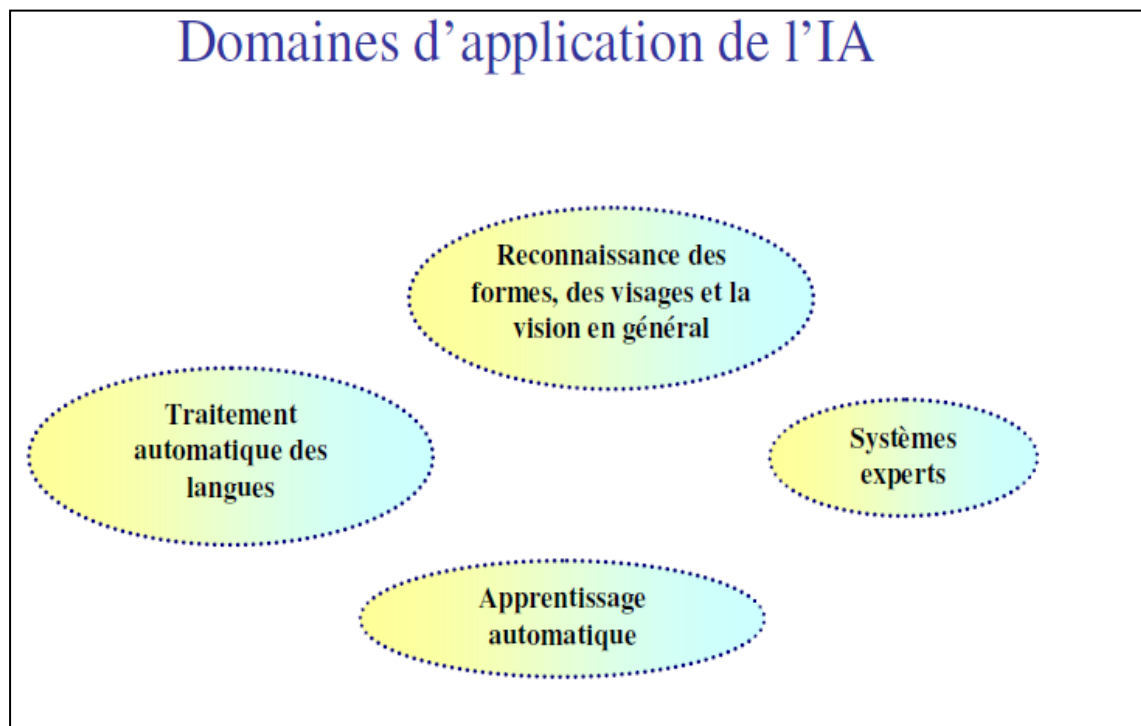 Domaines d'application de l'IA
Reconnaissance des
formes, des visages et la
vision en général
Traitement
automatique des
langues
Systèmes
experts
Apprentissage
automatique